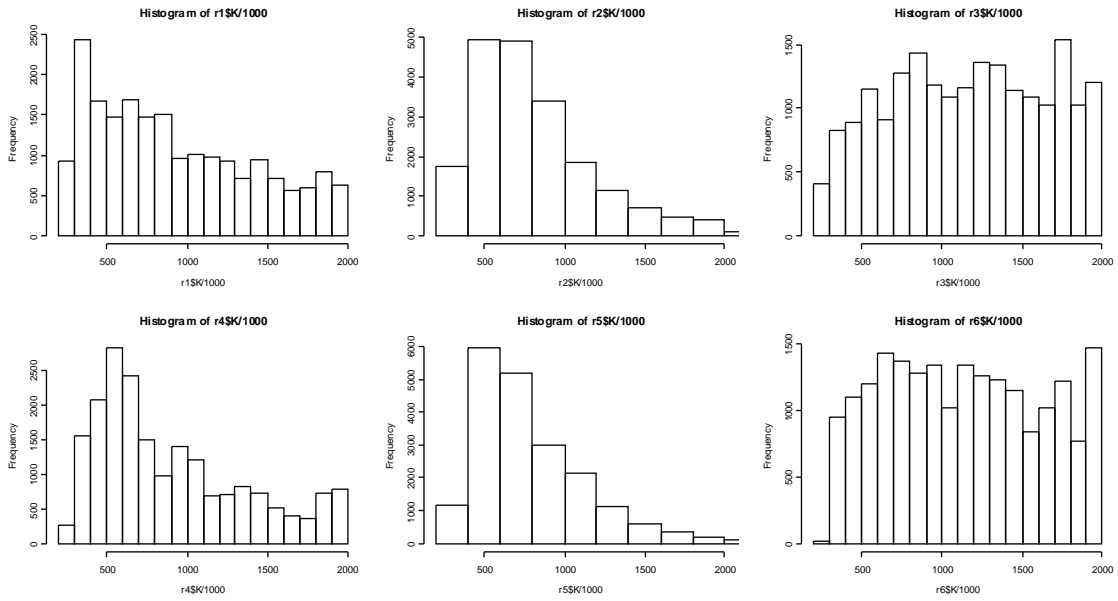 Histogram of r1$K/1000
Frequency
0 500 1000 1500 2000 2500
500 1000 1500 2000
r1$K/1000
Histogram of r2$K/1000
Frequency
0 1000 2000 3000 4000 5000
500 1000 1500 2000
r2$K/1000
Histogram of r3$K/1000
Frequency
0 500 1000 1500
500 1000 1500 2000
r3$K/1000
Histogram of r4$K/1000
Frequency
0 500 1000 1500 2000 2500
500 1000 1500 2000
r4$K/1000
Histogram of r5$K/1000
Frequency
0 1000 2000 3000 4000 5000 6000
500 1000 1500 2000
r5$K/1000
Histogram of r6$K/1000
Frequency
0 500 1000 1500
500 1000 1500 2000
r6$K/1000